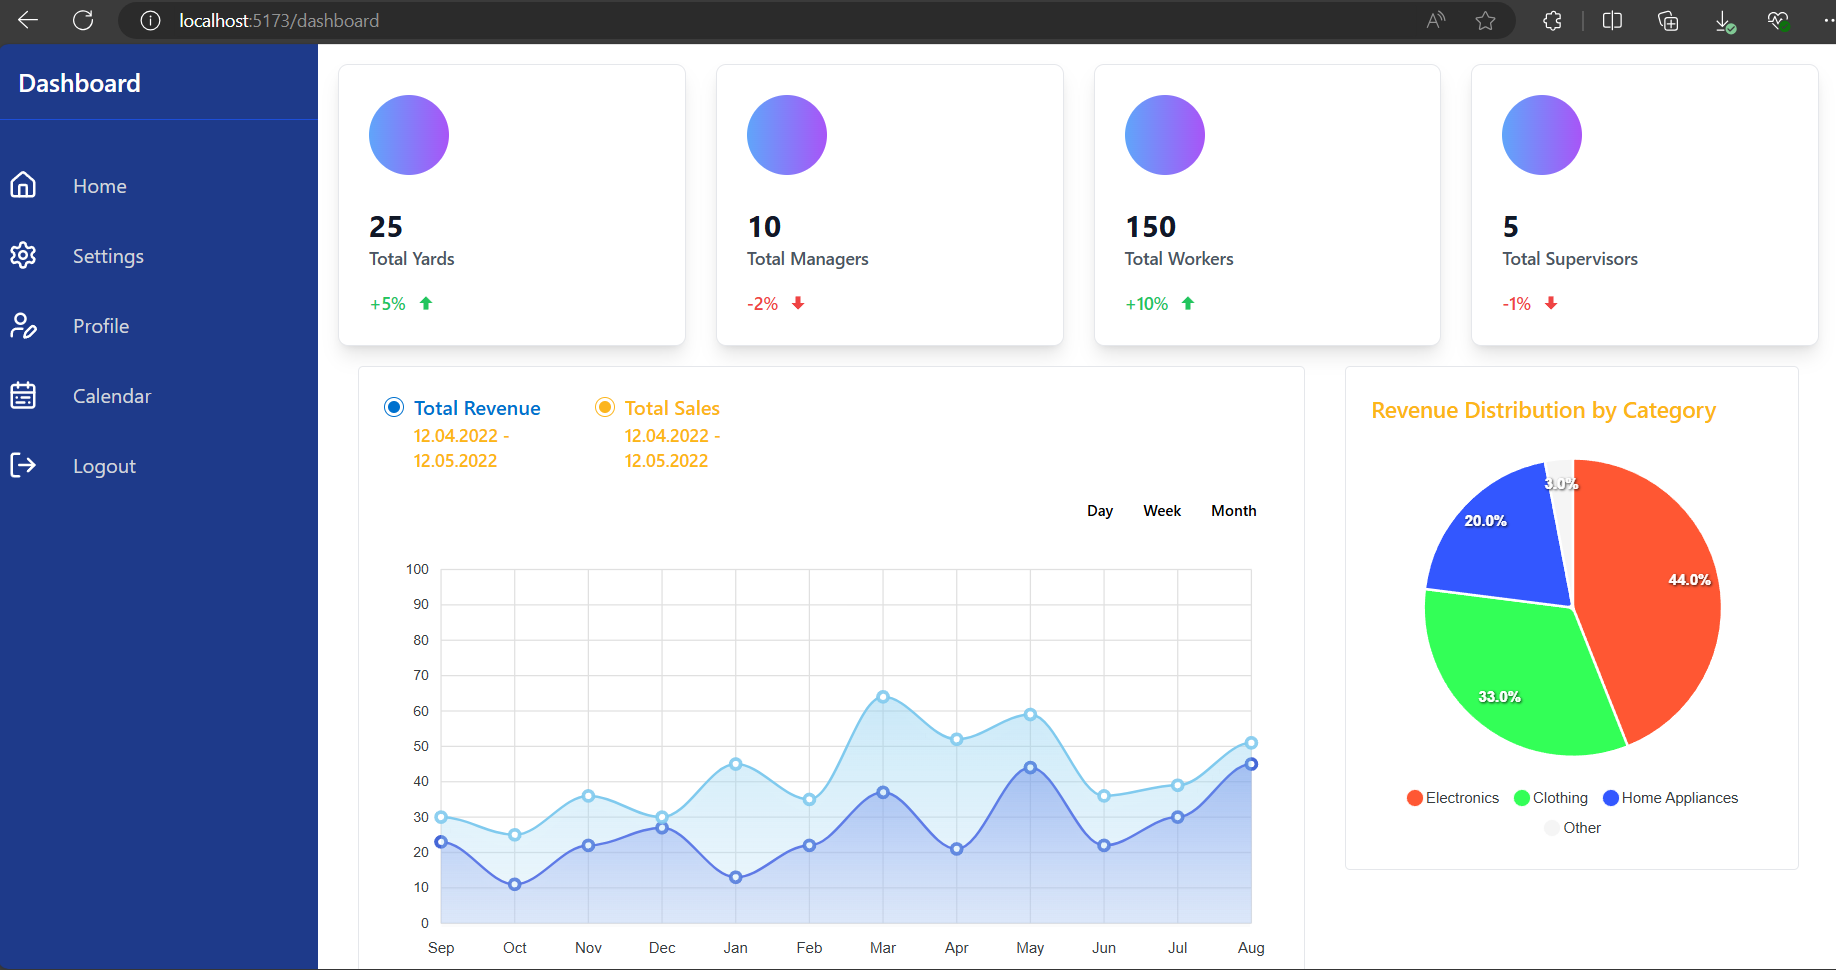 localhost:5173/dashboard
Dashboard
Home
Settings
Profile
Calendar
Logout
25
Total Yards
+5%
10
Total Managers
-2%
150
Total Workers
+10%
5
Total Supervisors
-1%
Total Revenue
12.04.2022 -
12.05.2022
Total Sales
12.04.2022 -
12.05.2022
Day Week Month
100
90
80
70
60
50
40
30
20
10
0
Sep Oct Nov Dec Jan Feb Mar Apr May Jun Jul Aug
Revenue Distribution by Category
3.0%
20.0%
44.0%
33.0%
Electronics Clothing Home Appliances
Other